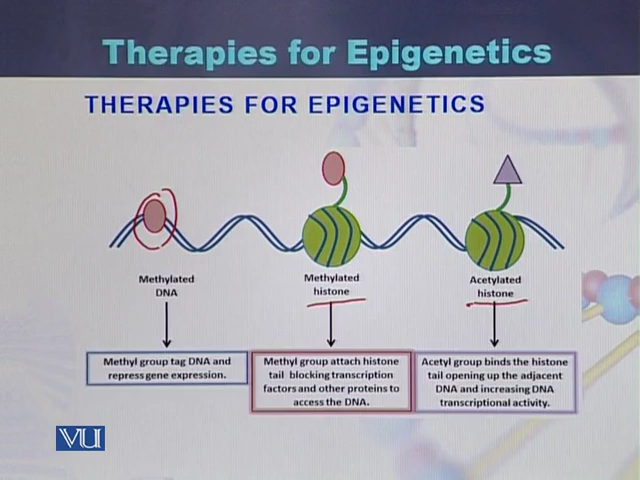 Therapies for Epigenetics
THERAPIES FOR EPIGENETICS
Methylated
DNA
Methylated
histone
Acetylated
histone
Methyl group tag DNA and
repress gene expression.
Methyl group attach histone
tail blocking transcription
factors and other proteins to
access the DNA.
Acetyl group binds the histone
tail opening up the adjacent
DNA and increasing DNA
transcriptional activity.
VU